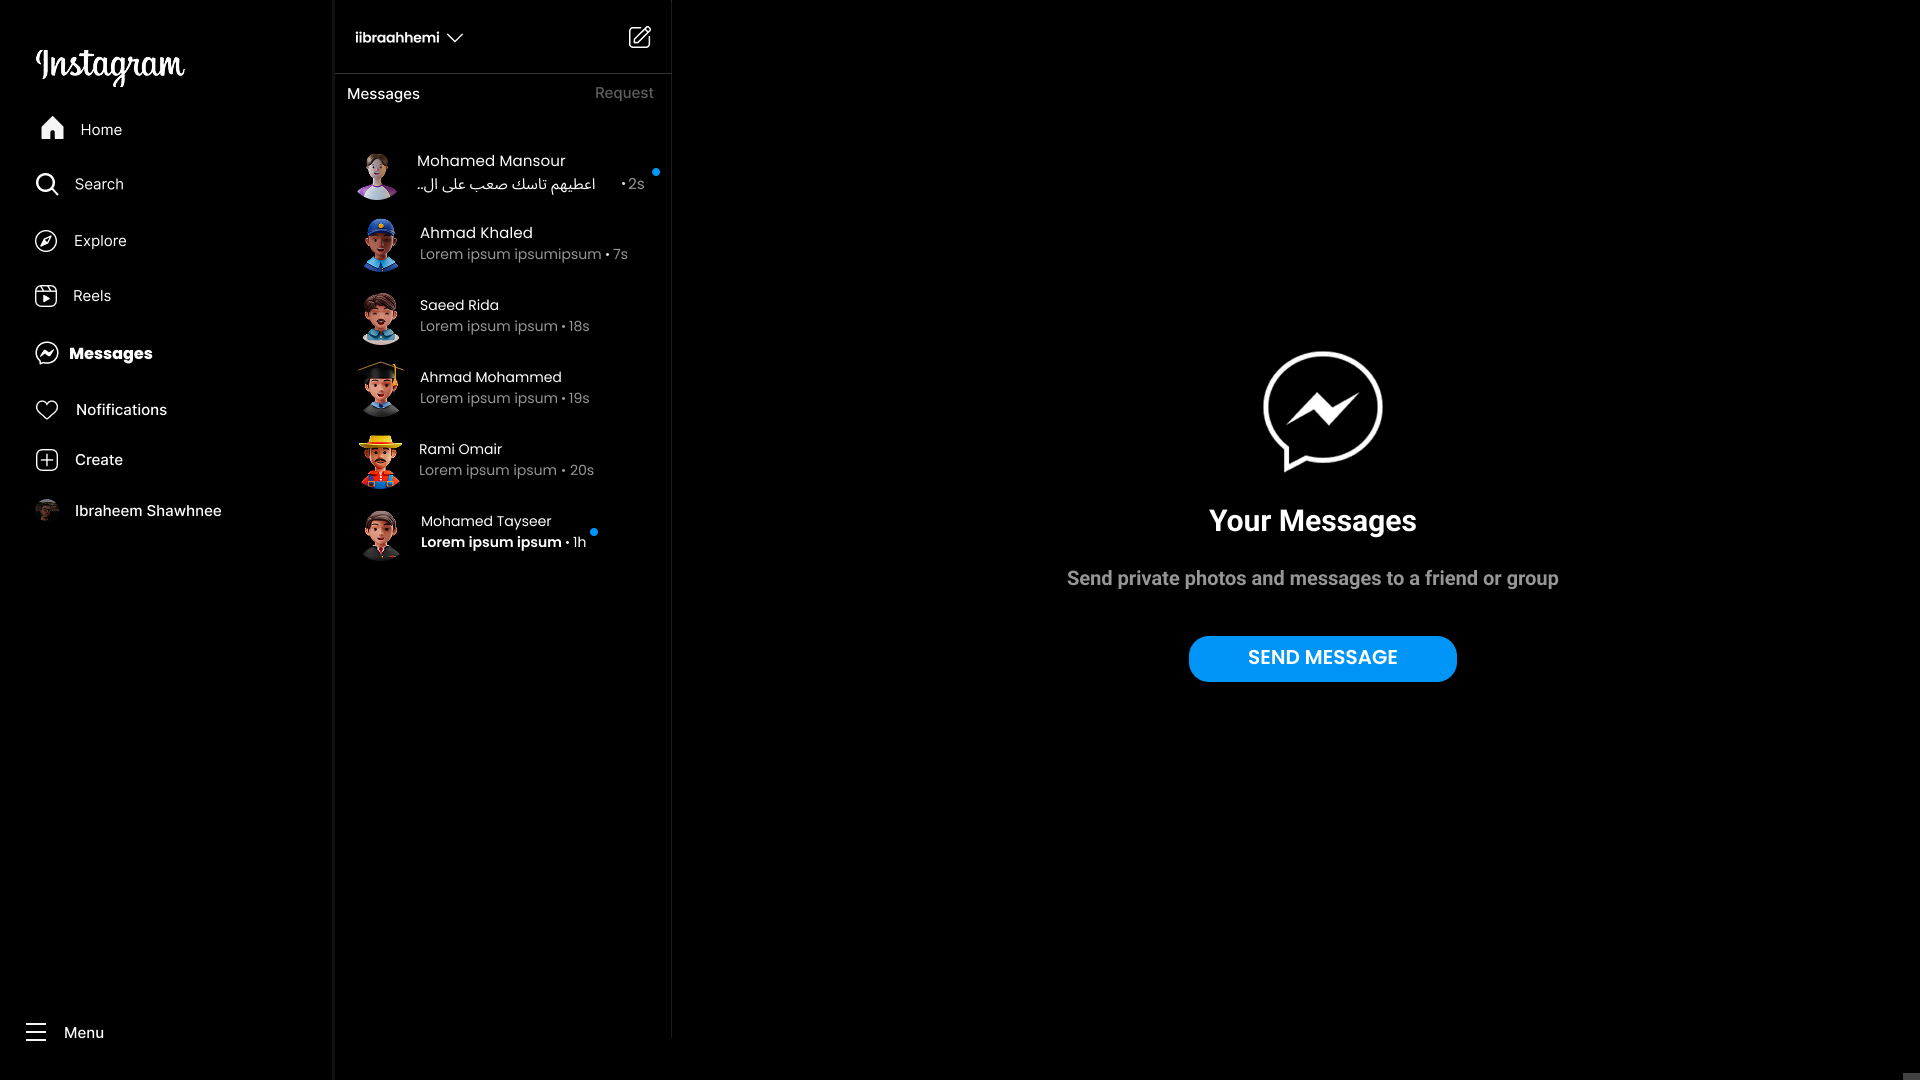 Instagram
Home
Search
Explore
Reels
Messages
Nofifications
Create
Ibraheem Shawhnee
Menu
iibraahhemi
Messages
Request
Mohamed Mansour
اعطيهم تاسك صعب على ال.. •2s
Ahmad Khaled
Lorem ipsum ipsumipsum • 7s
Saeed Rida
Lorem ipsum ipsum • 18s
Ahmad Mohammed
Lorem ipsum ipsum • 19s
Rami Omair
Lorem ipsum ipsum • 20s
Mohamed Tayseer
Lorem ipsum ipsum • 1h
Your Messages
Send private photos and messages to a friend or group
SEND MESSAGE